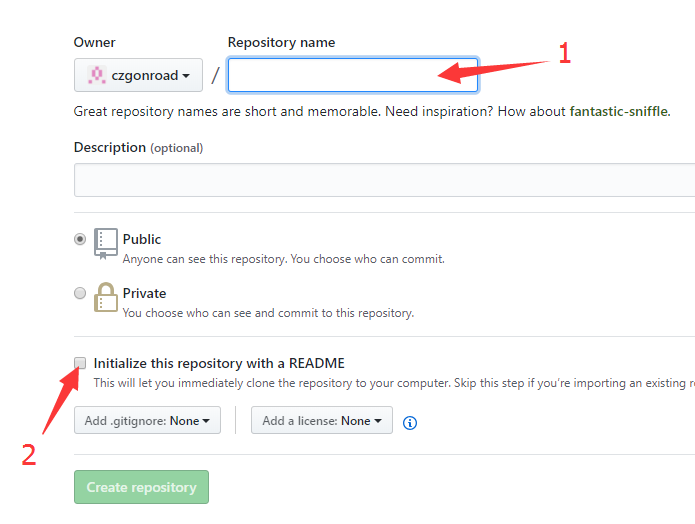 Owner
Repository name
1
czgonroad
/
Great repository names are short and memorable. Need inspiration? How about fantastic-sniffle.
Description (optional)
Public
Anyone can see this repository. You choose who can commit.
Private
You choose who can see and commit to this repository.
Initialize this repository with a README
This will let you immediately clone the repository to your computer. Skip this step if you're importing an existing r
2
Add .gitignore: None
Add a license: None
Create repository